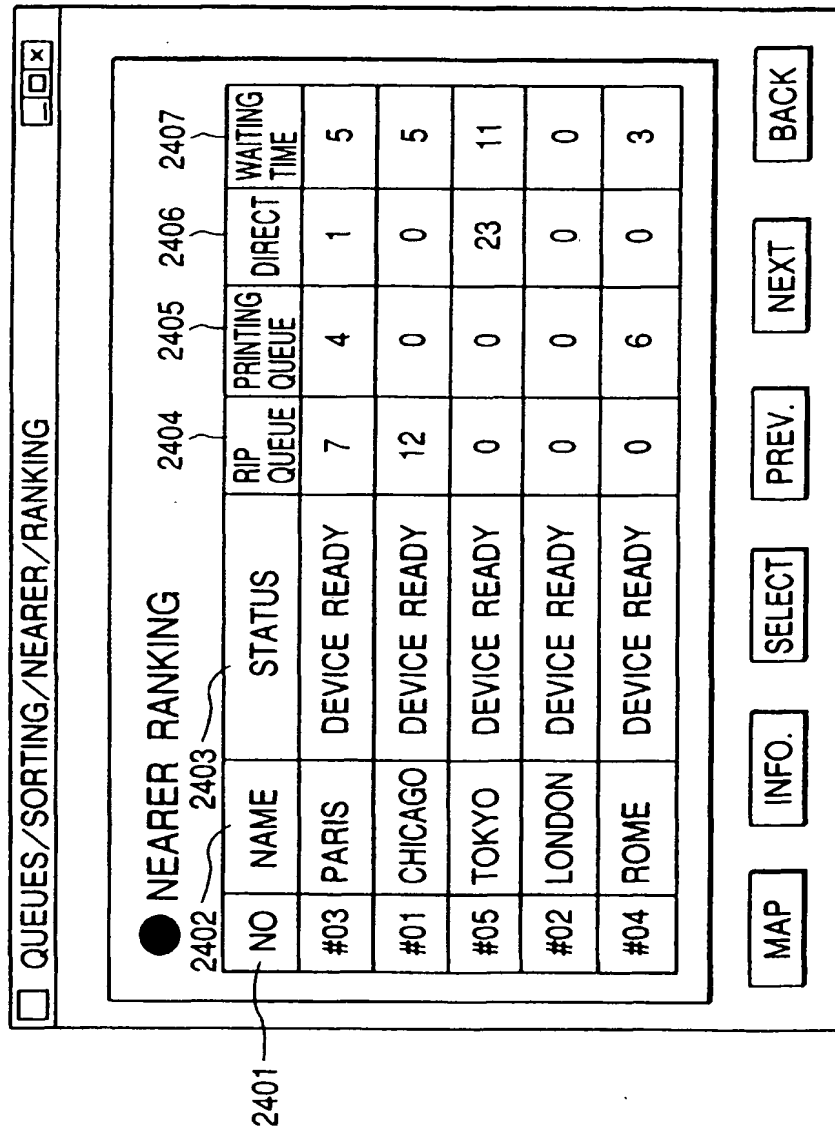 QUEUES/SORTING/NEARER/RANKING
NEARER RANKING
2401 2402 2403 2404 2405 2406 2407
NO NAME STATUS RIP QUEUE PRINTING QUEUE DIRECT WAITING TIME
#03 PARIS DEVICE READY 7 4 1 5
#01 CHICAGO DEVICE READY 12 0 0 5
#05 TOKYO DEVICE READY 0 0 23 11
#02 LONDON DEVICE READY 0 0 0 0
#04 ROME DEVICE READY 0 6 0 3
MAP INFO. SELECT PREV. NEXT BACK